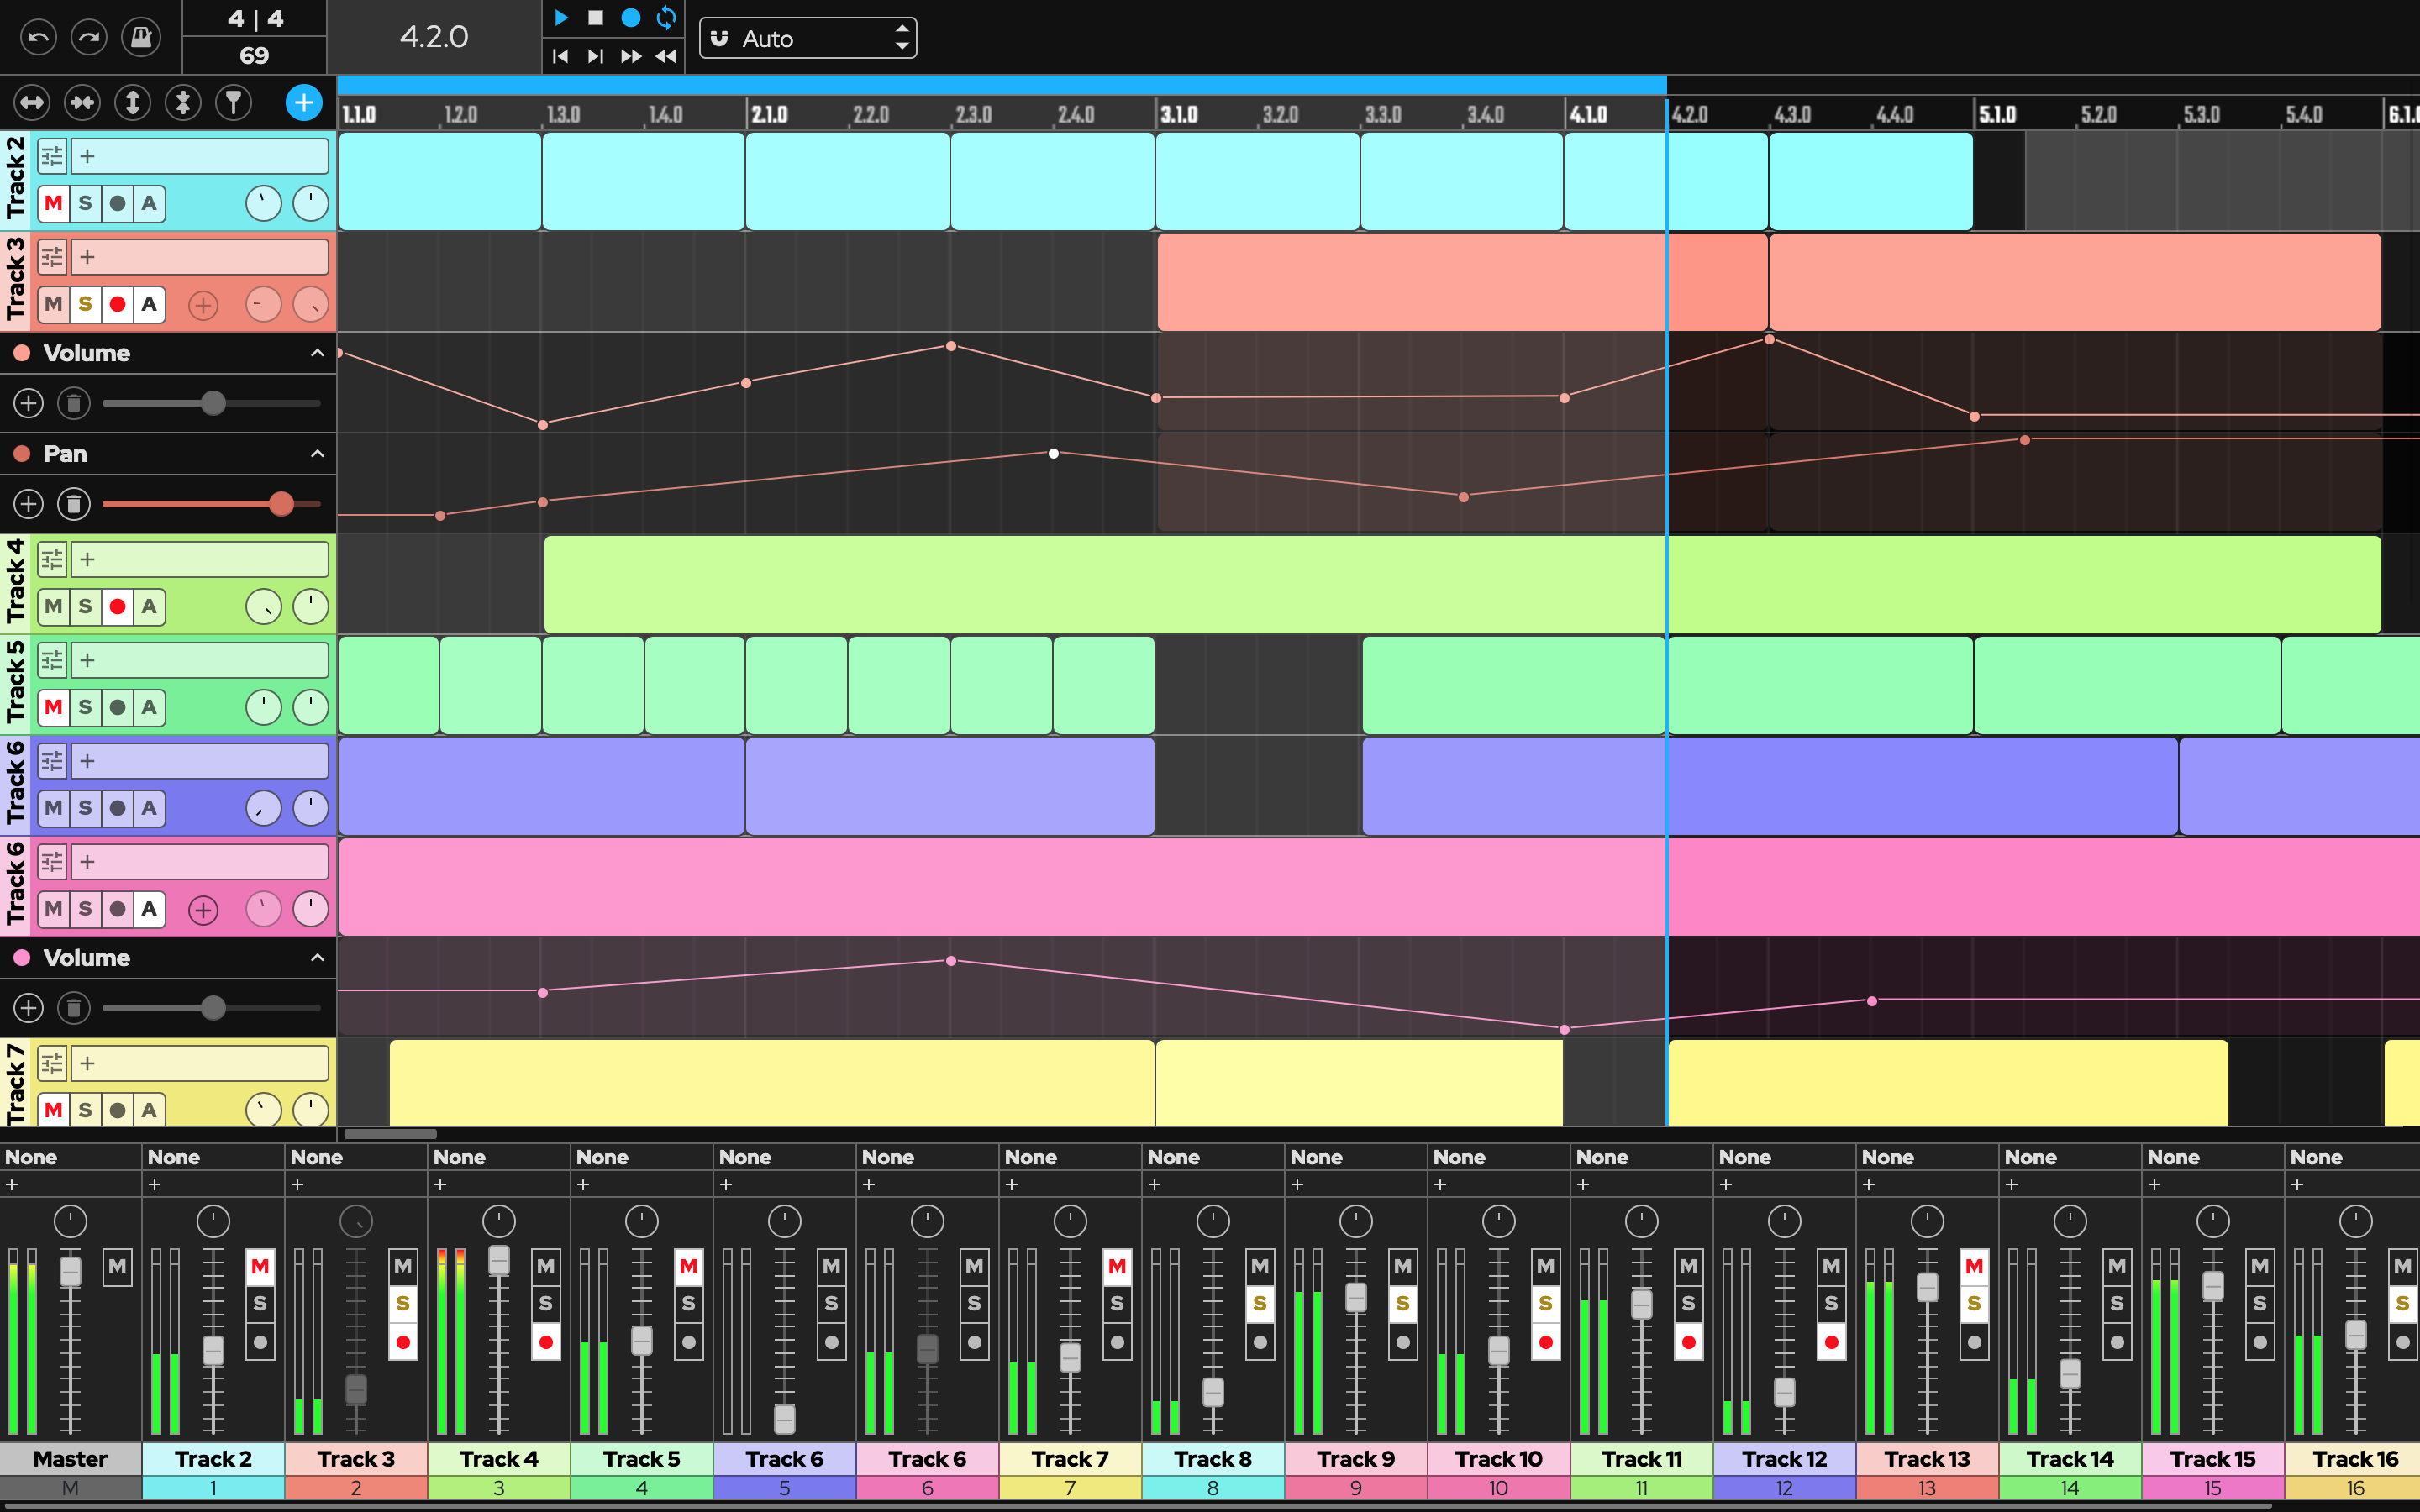 4 | 4
69
4.2.0
Auto
1.1.0 1.2.0 1.3.0 1.4.0 2.1.0 2.2.0 2.3.0 2.4.0 3.1.0 3.2.0 3.3.0 3.4.0 4.1.0 4.2.0 4.3.0 4.4.0 5.1.0 5.2.0 5.3.0 5.4.0 6.1.0
Track 2
+
M S A
Track 3
+
M S A
Volume
Pan
Track 4
+
M S A
Track 5
+
M S A
Track 6
+
M S A
Track 6
+
M S A
Volume
Track 7
+
M S A
None None None None None None None None None None None None None None None None None
+ + + + + + + + + + + + + + + + +
M M M M M M M M M M M M M M M M M
S S S S S S S S S S S S S S S S
Master Track 2 Track 3 Track 4 Track 5 Track 6 Track 6 Track 7 Track 8 Track 9 Track 10 Track 11 Track 12 Track 13 Track 14 Track 15 Track 16
M 1 2 3 4 5 6 7 8 9 10 11 12 13 14 15 16